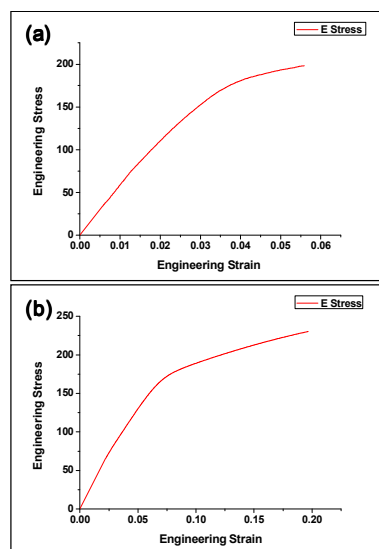 (a)
E Stress
200
150
100
50
0
0.00 0.01 0.02 0.03 0.04 0.05 0.06
Engineering Stress
Engineering Strain
(b)
E Stress
250
200
150
100
50
0
0.00 0.05 0.10 0.15 0.20
Engineering Stress
Engineering Strain